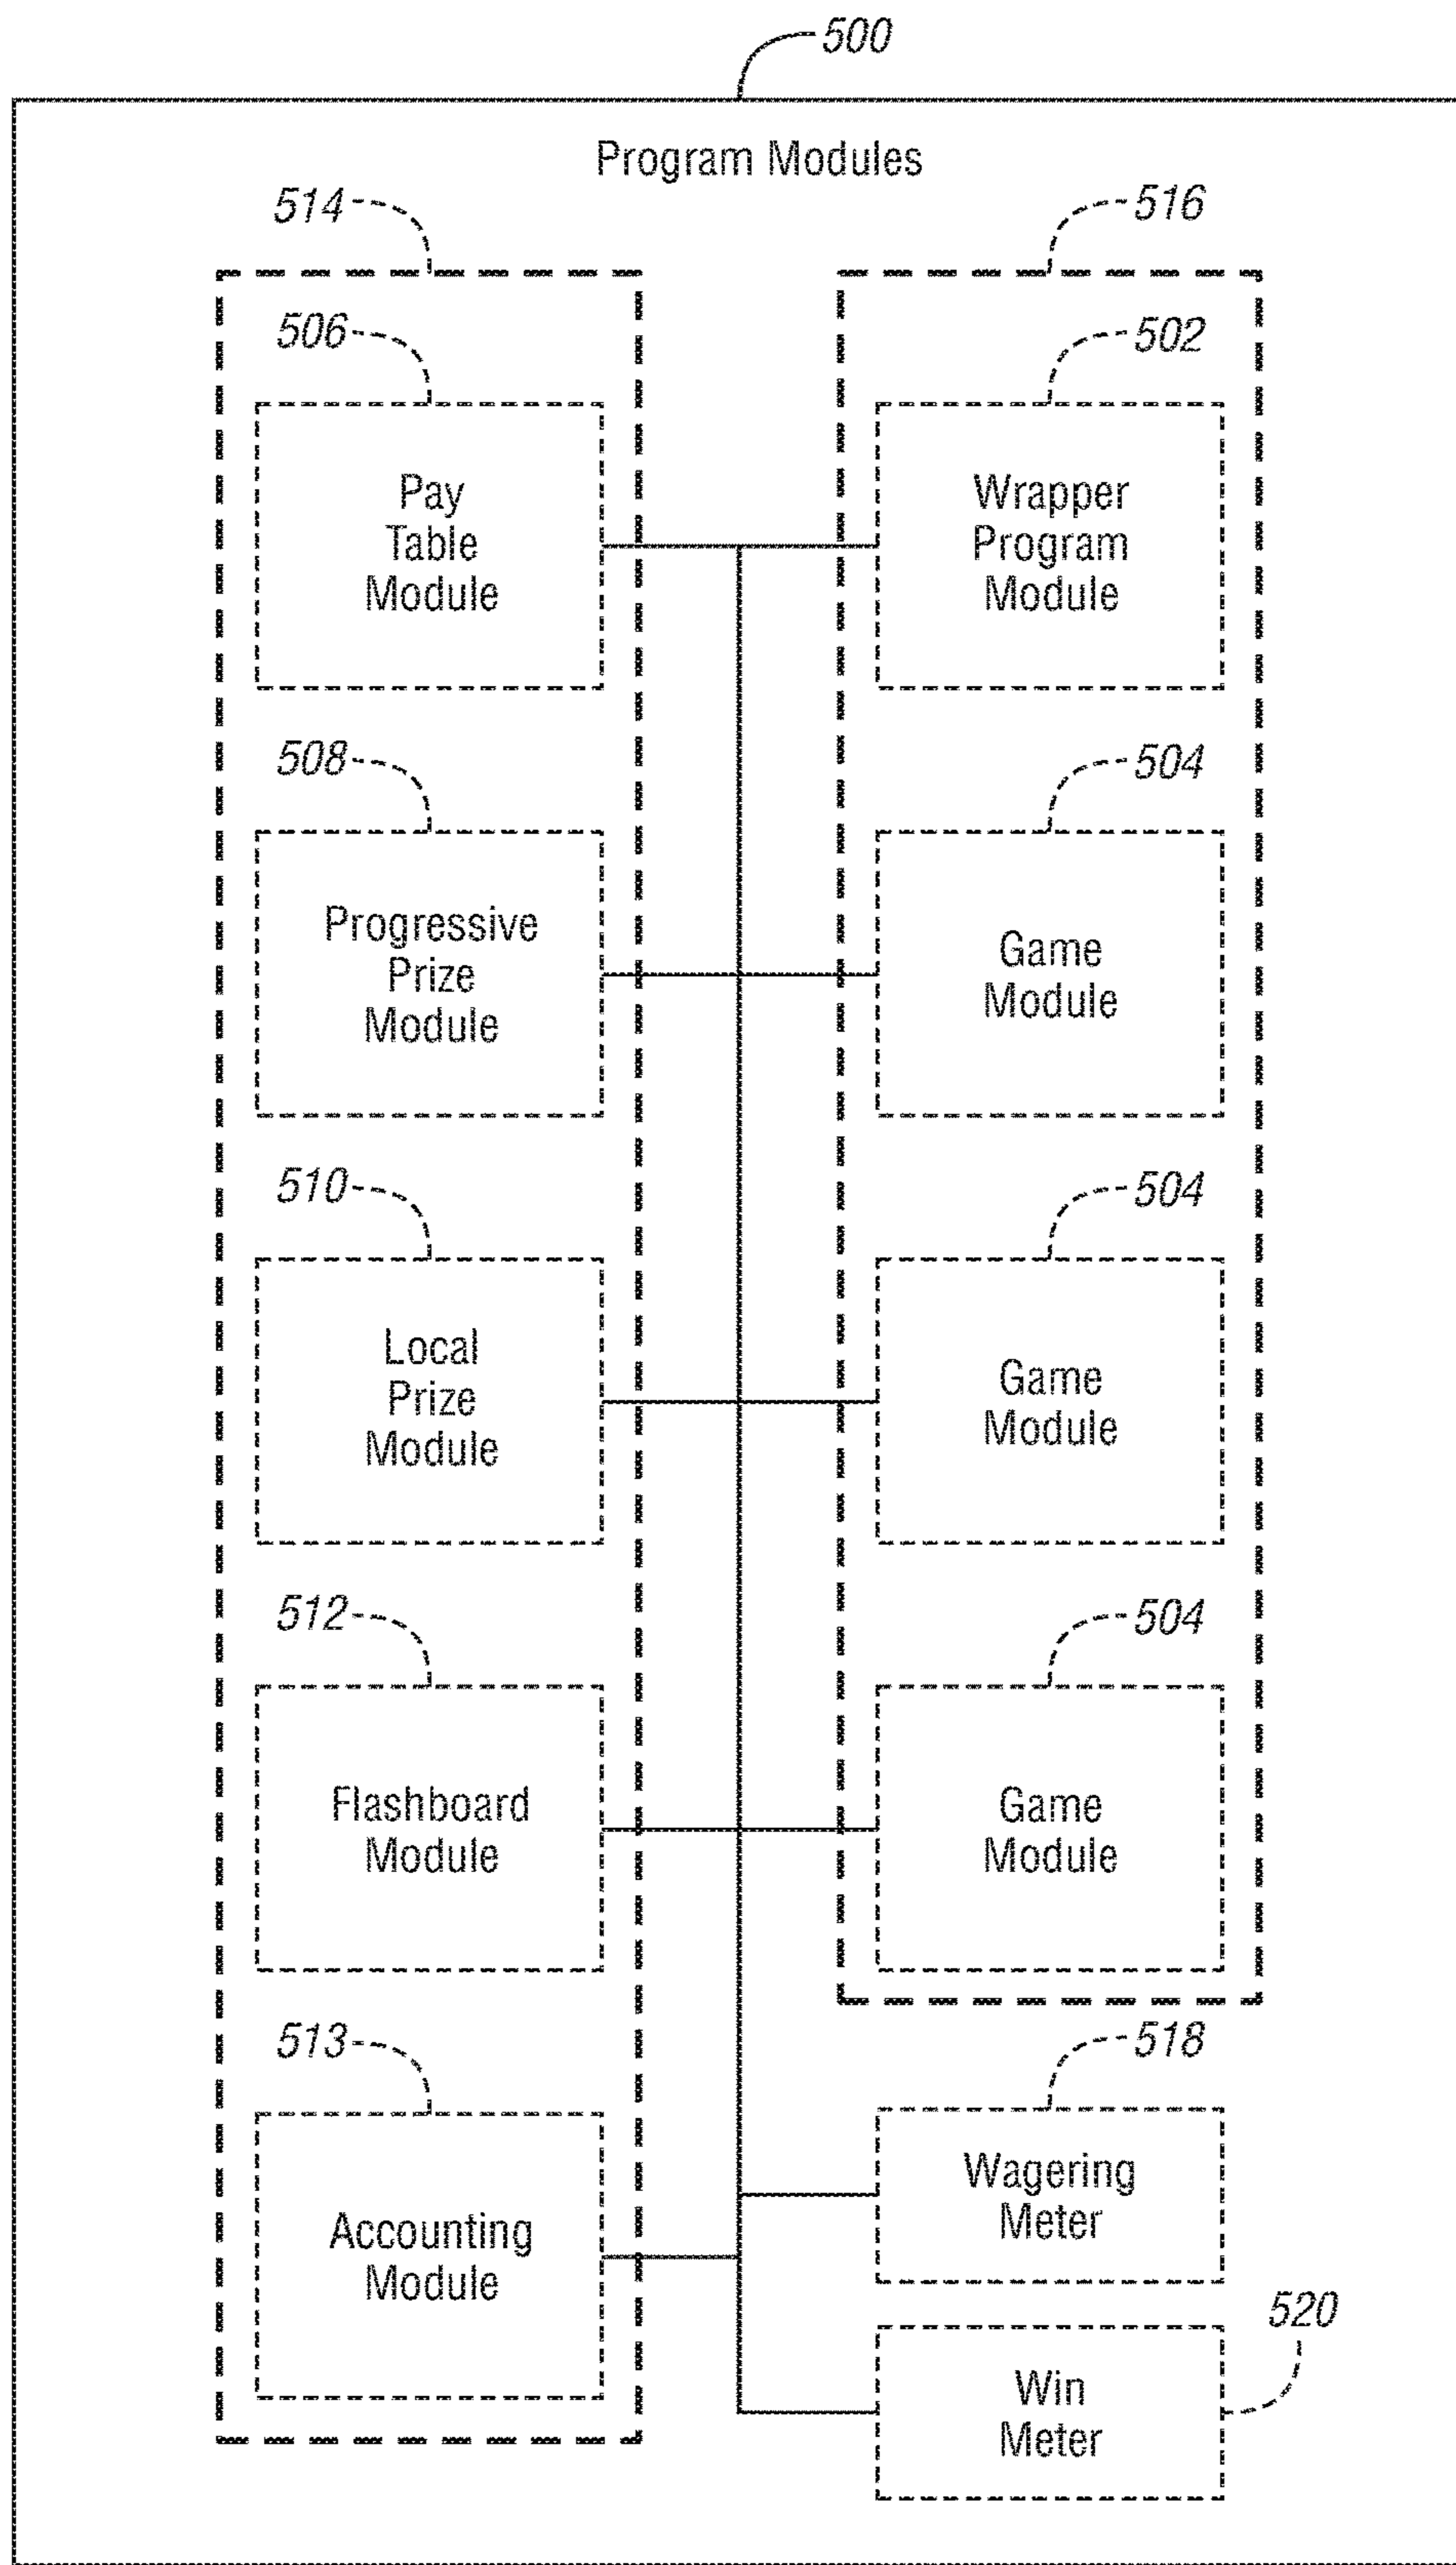 500
Program Modules
514
516
506
502
Pay
Table
Module
Wrapper
Program
Module
508
504
Progressive
Prize
Module
Game
Module
510
504
Local
Prize
Module
Game
Module
512
504
Flashboard
Module
Game
Module
513
518
Accounting
Module
Wagering
Meter
520
Win
Meter